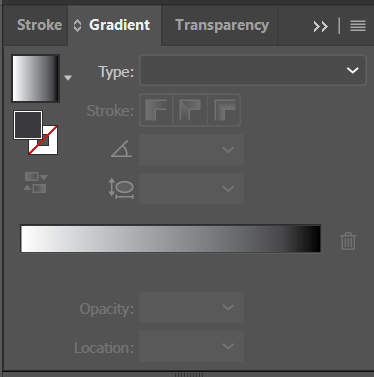 Stroke Gradient Transparency
Type:
Stroke:
Opacity:
Location: